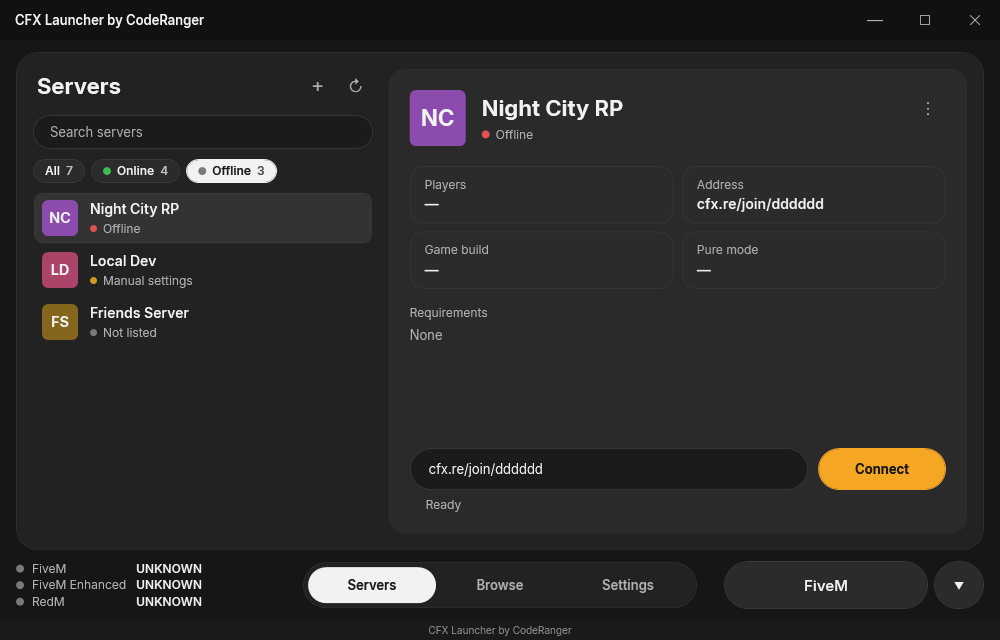 CFX Launcher by CodeRanger
Servers
+
Search servers
All 7
Online 4
Offline 3
NC
Night City RP
Offline
LD
Local Dev
Manual settings
FS
Friends Server
Not listed
NC
Night City RP
Offline
Players
—
Address
cfx.re/join/dddddd
Game build
—
Pure mode
—
Requirements
None
cfx.re/join/dddddd
Connect
Ready
FiveM UNKNOWN
FiveM Enhanced UNKNOWN
RedM UNKNOWN
Servers
Browse
Settings
FiveM
CFX Launcher by CodeRanger